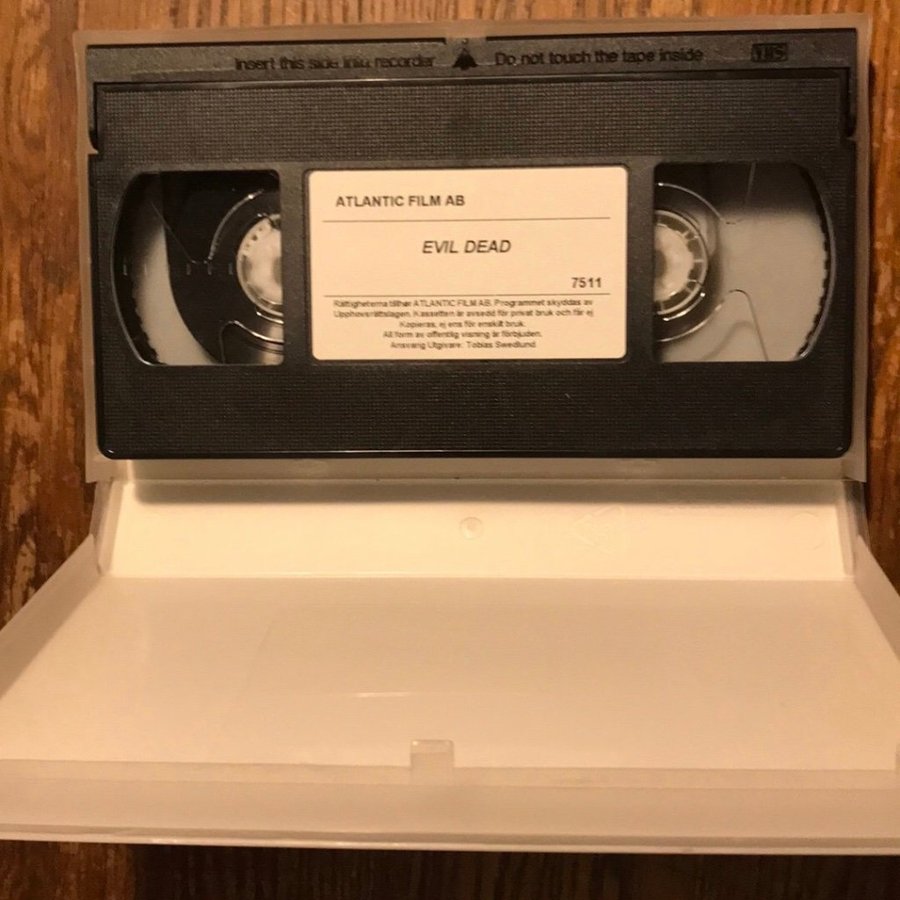 Insert this side into recorder Do not touch the tape inside VHS
ATLANTIC FILM AB
EVIL DEAD
7511
Rättigheterna tillhör ATLANTIC FILM AB. Programmet skyddas av
Upphovsrättslagen. Kassetten är avsedd för privat bruk och får ej
Kopieras, ej ens för enskilt bruk.
All form av offentlig visning är förbjuden.
Ansvarig Utgivare: Tobias Swedlund